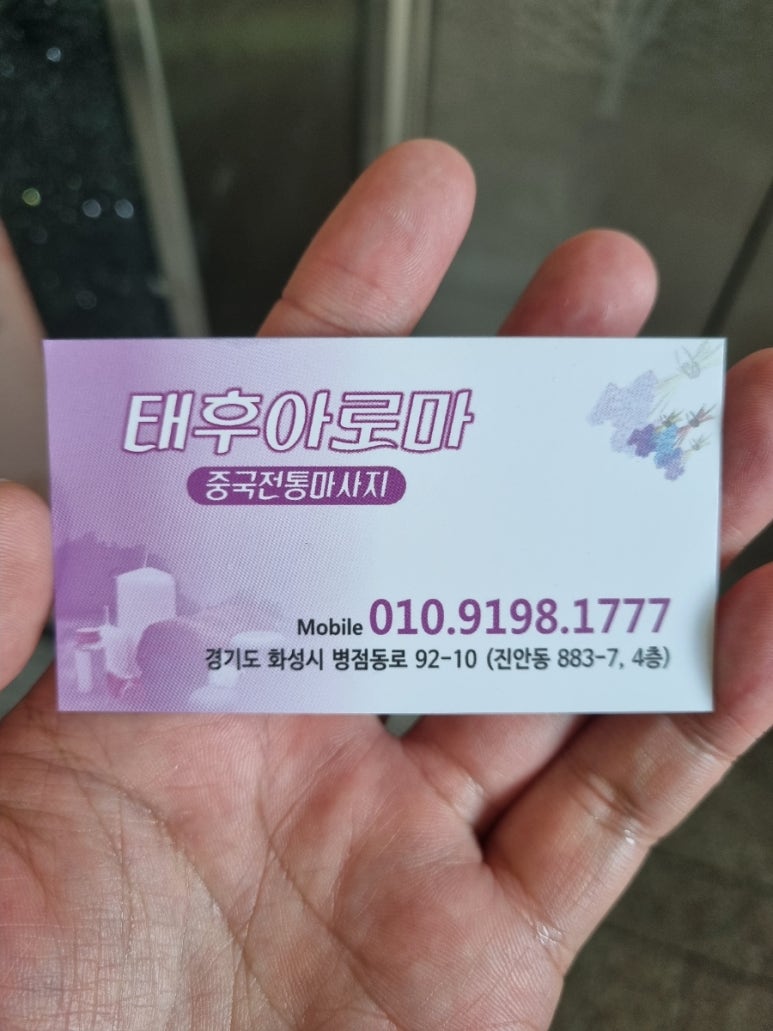 태후아로마
중국전통마사지
Mobile 010.9198.1777
경기도 화성시 병점동로 92-10 (진안동 883-7, 4층)